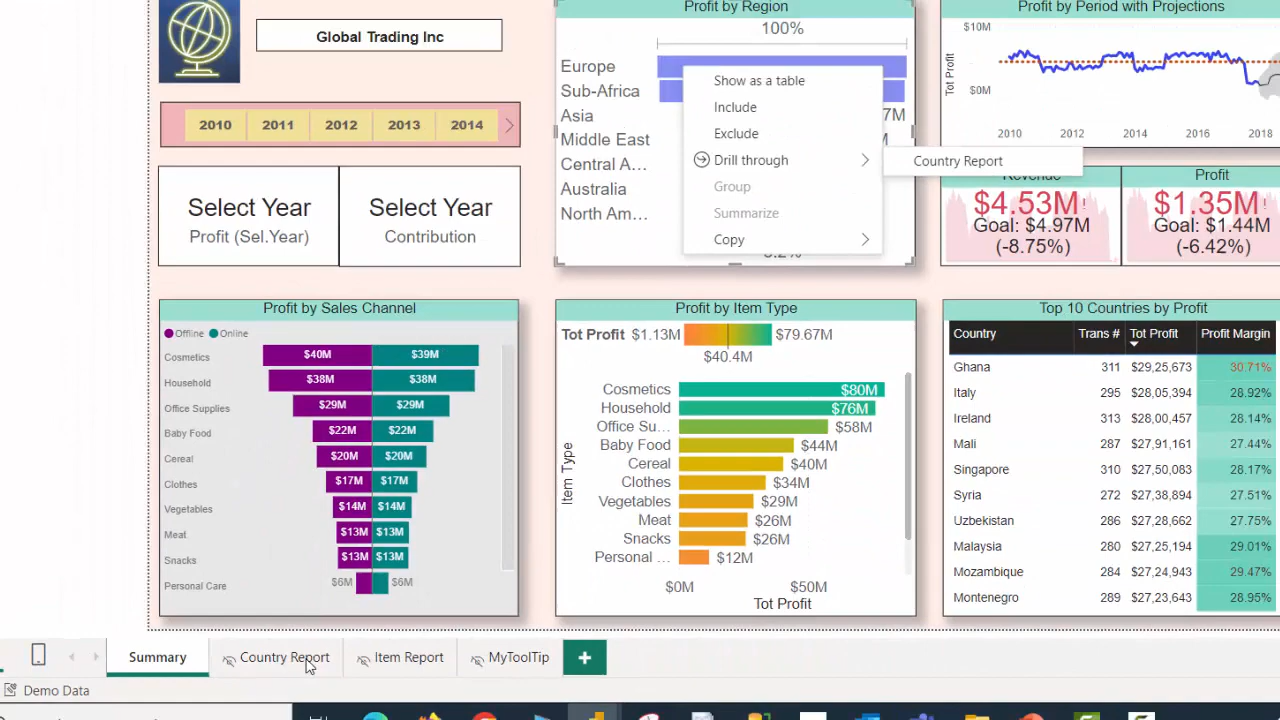 Global Trading Inc
2010 2011 2012 2013 2014
Select Year
Profit (Sel.Year)
Select Year
Contribution
Profit by Region
100%
Europe
Sub-Africa
Asia
Middle East
Central A…
Australia
North Am…
Show as a table
Include
Exclude
Drill through
Group
Summarize
Copy
Country Report
Profit by Period with Projections
Tot Profit
$10M
$0M
2010 2012 2014 2016 2018
Revenue
$4.53M!
Goal: $4.97M
(-8.75%)
Profit
$1.35M!
Goal: $1.44M
(-6.42%)
Profit by Sales Channel
Offline Online
Cosmetics $40M $39M
Household $38M $38M
Office Supplies $29M $29M
Baby Food $22M $22M
Cereal $20M $20M
Clothes $17M $17M
Vegetables $14M $14M
Meat $13M $13M
Snacks $13M $13M
Personal Care $6M $6M
Profit by Item Type
Tot Profit $1.13M $79.67M
$40.4M
Item Type
Cosmetics $80M
Household $76M
Office Su… $58M
Baby Food $44M
Cereal $40M
Clothes $34M
Vegetables $29M
Meat $26M
Snacks $26M
Personal … $12M
$0M $50M
Tot Profit
Top 10 Countries by Profit
Country Trans # Tot Profit Profit Margin
Ghana 311 $29,25,673 30.71%
Italy 295 $28,05,394 28.92%
Ireland 313 $28,00,457 28.14%
Mali 287 $27,91,161 27.44%
Singapore 310 $27,50,083 28.17%
Syria 272 $27,38,894 27.51%
Uzbekistan 286 $27,28,662 27.75%
Malaysia 280 $27,25,194 29.01%
Mozambique 284 $27,24,943 29.47%
Montenegro 289 $27,23,643 28.95%
Summary Country Report Item Report MyToolTip
Demo Data